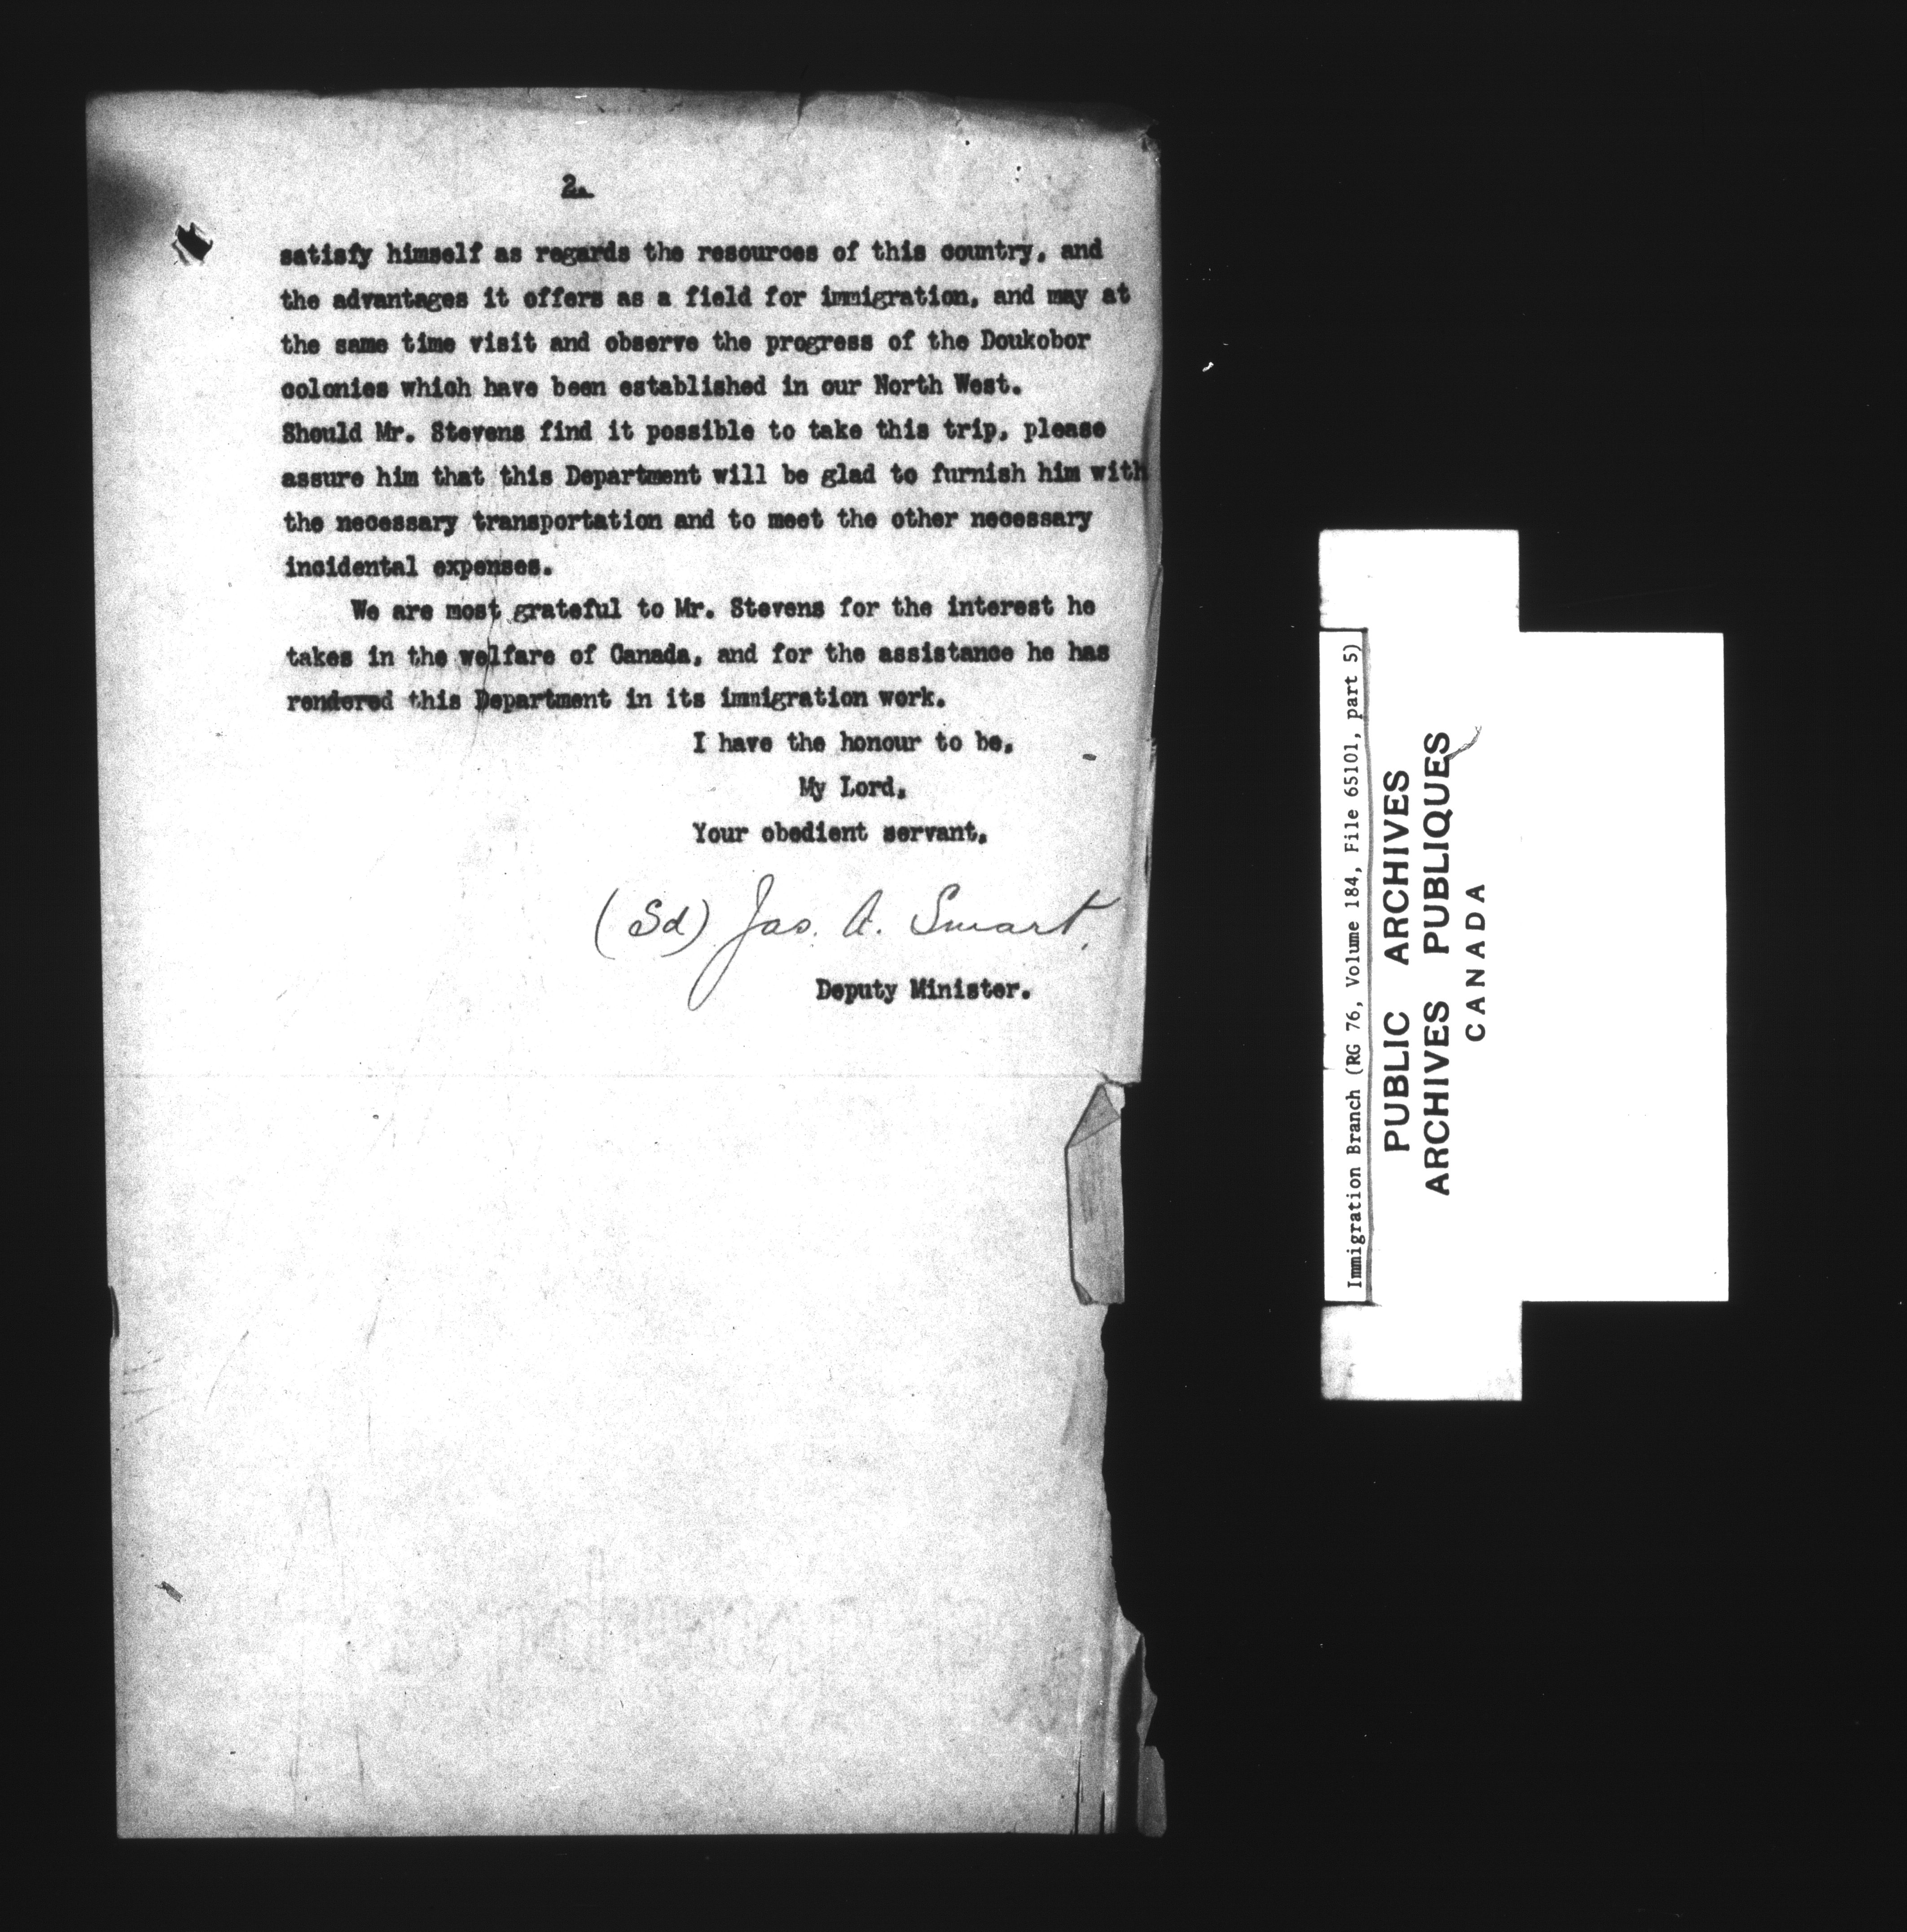 2.
satisfy himself as regards the resources of this country, and
the advantages it offers as a field for immigration, and may at
the same time visit and observe the progress of the Doukobor
colonies which have been established in our North West.
Should Mr. Stevens find it possible to take this trip, please
assure him that this Department will be glad to furnish him with
the necessary transportation and to meet the other necessary
incidental expenses.
We are most grateful to Mr. Stevens for the interest he
takes in the welfare of Canada, and for the assistance he has
rendered this Department in its immigration work.
I have the honour to be,
My Lord,
Your obedient servant,
(Sd) Jas. A. Smart.
Deputy Minister.
Immigration Branch (RG 76, Volume 184, File 65101, part 5)
PUBLIC ARCHIVES
ARCHIVES PUBLIQUES
CANADA